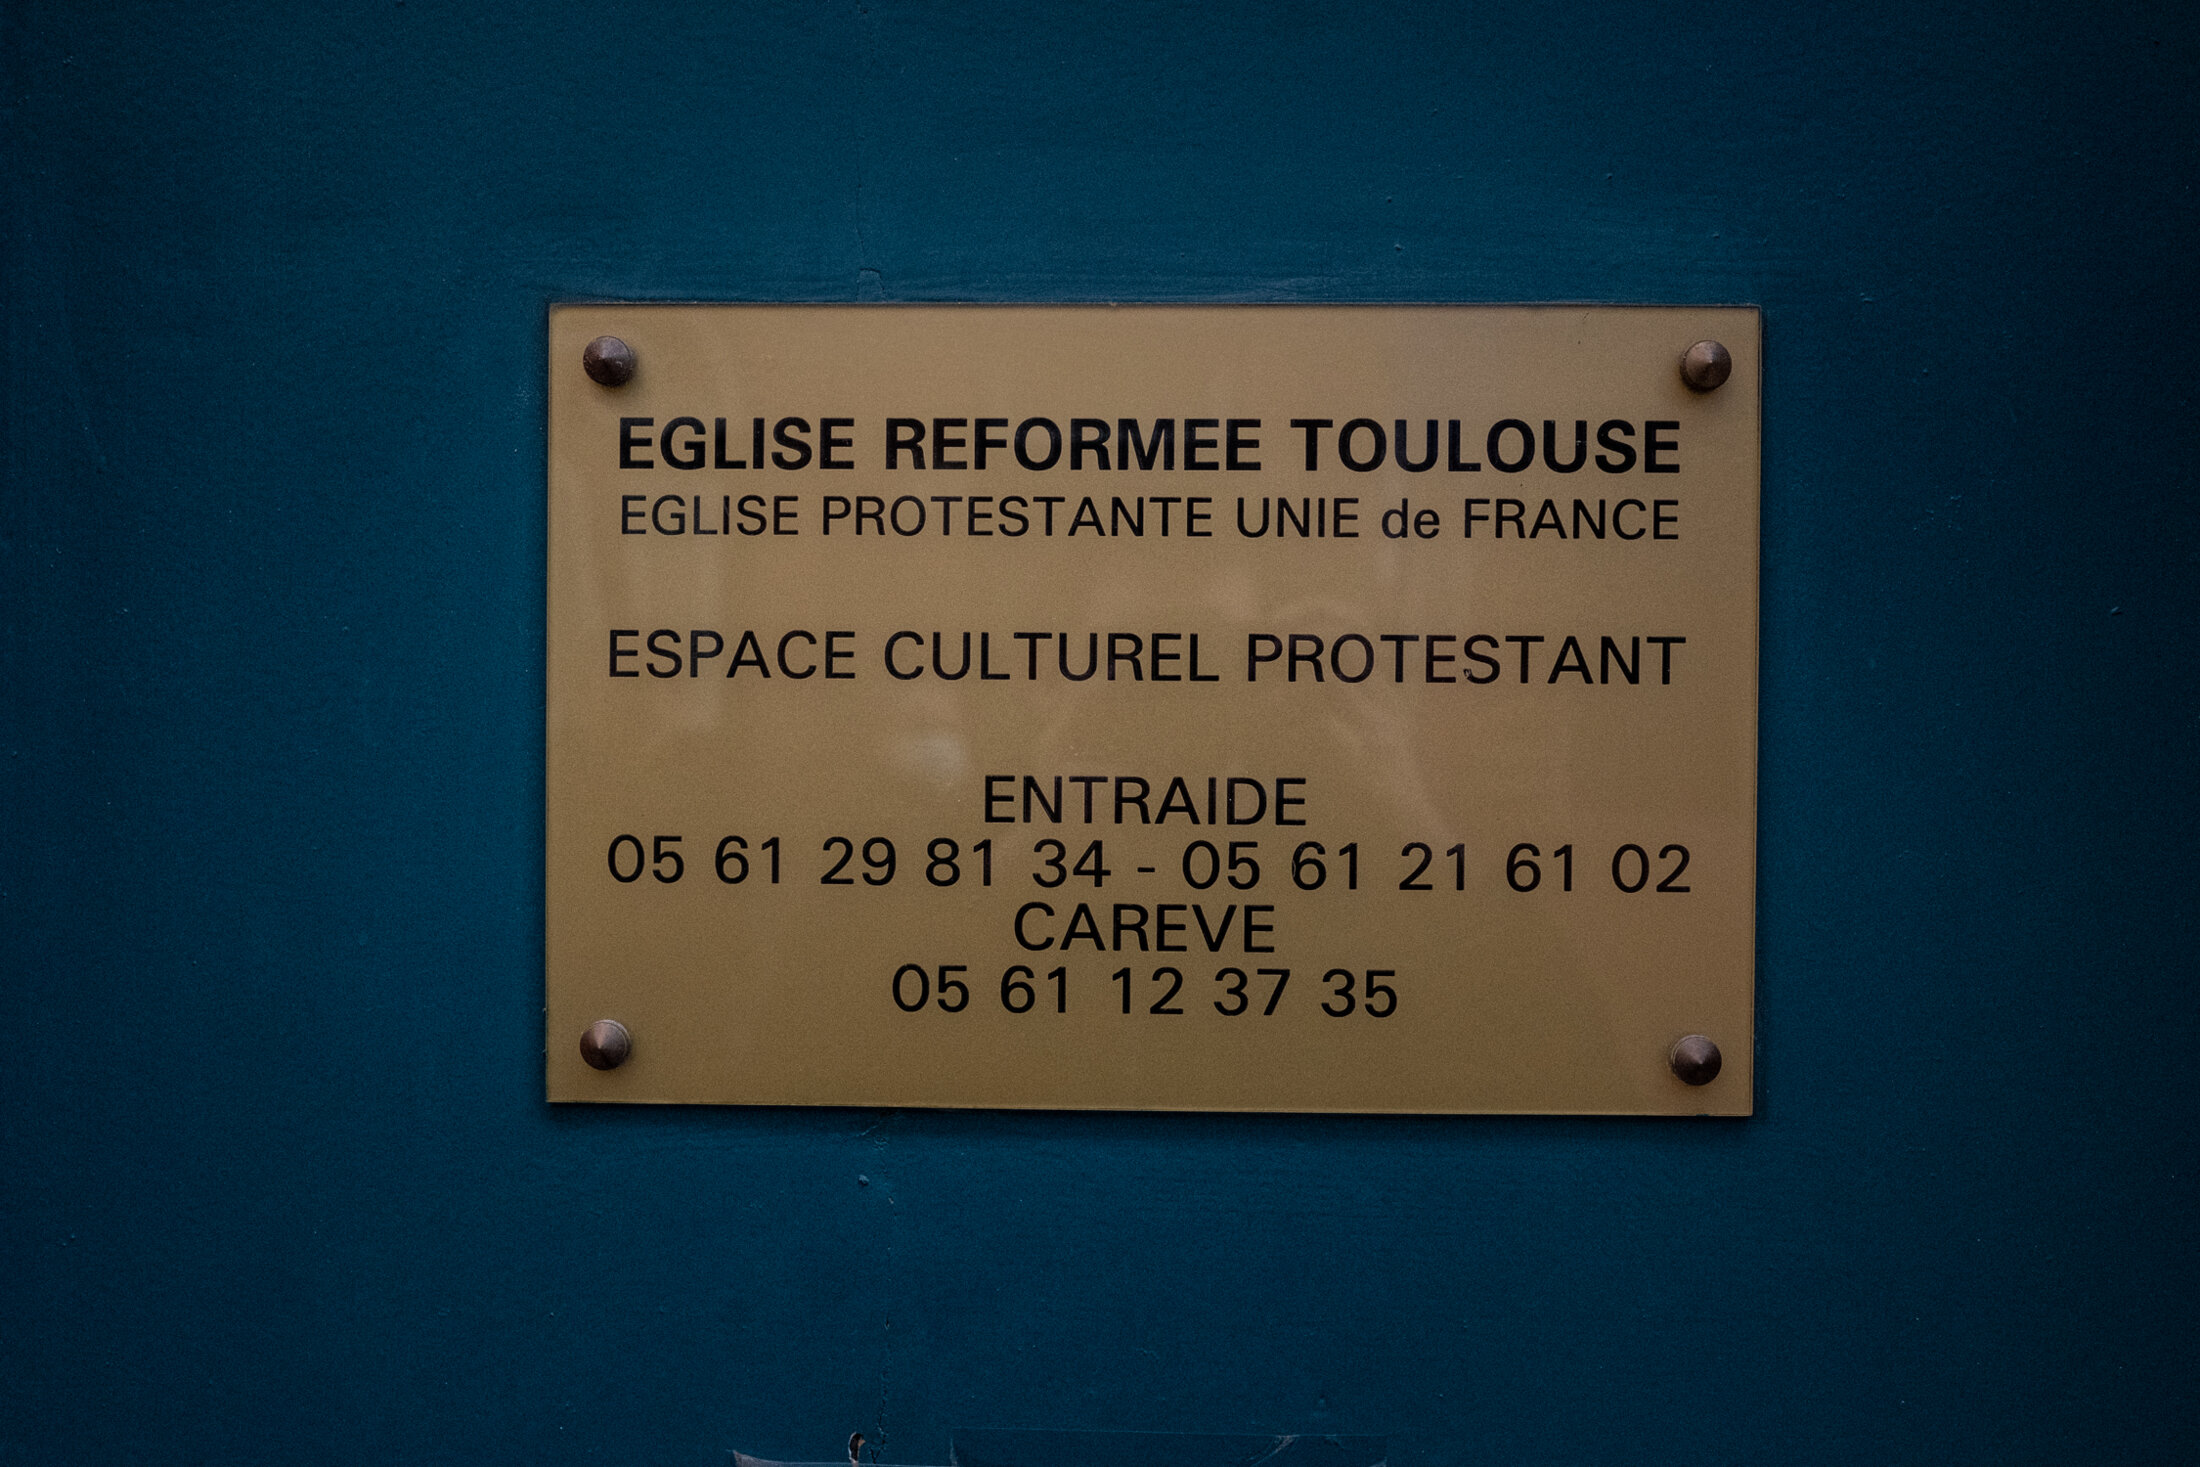 EGLISE REFORMEE TOULOUSE
EGLISE PROTESTANTE UNIE de FRANCE
ESPACE CULTUREL PROTESTANT
ENTRAIDE
05 61 29 81 34 - 05 61 21 61 02
CAREVE
05 61 12 37 35